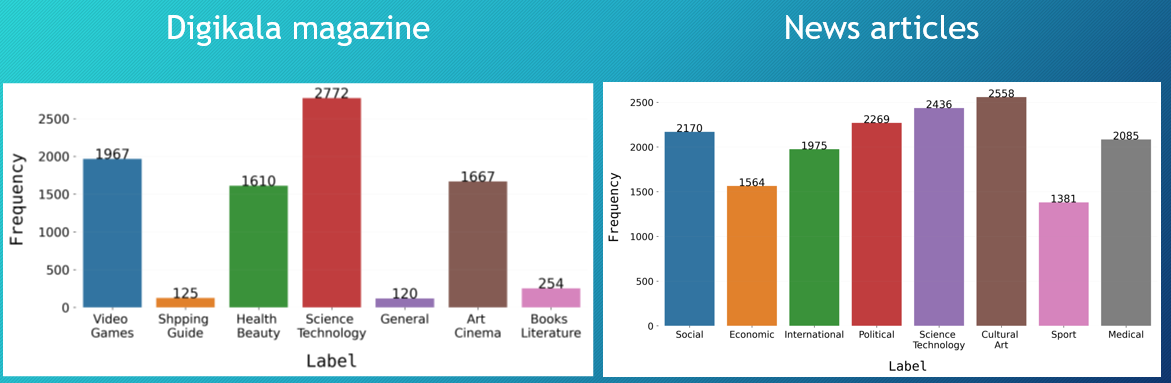 Digikala magazine
News articles
2772
2500
1967
2000
1667
1610
1500
Frequency
1000
500
254
125
120
0
Video
Games
Shpping
Guide
Health
Beauty
Science
Technology
General
Art
Cinema
Books
Literature
Label
2558
2500
2436
2269
2170
2085
2000
1975
1564
1500
1381
Frequency
1000
500
0
Social
Economic
International
Political
Science
Technology
Cultural
Art
Sport
Medical
Label